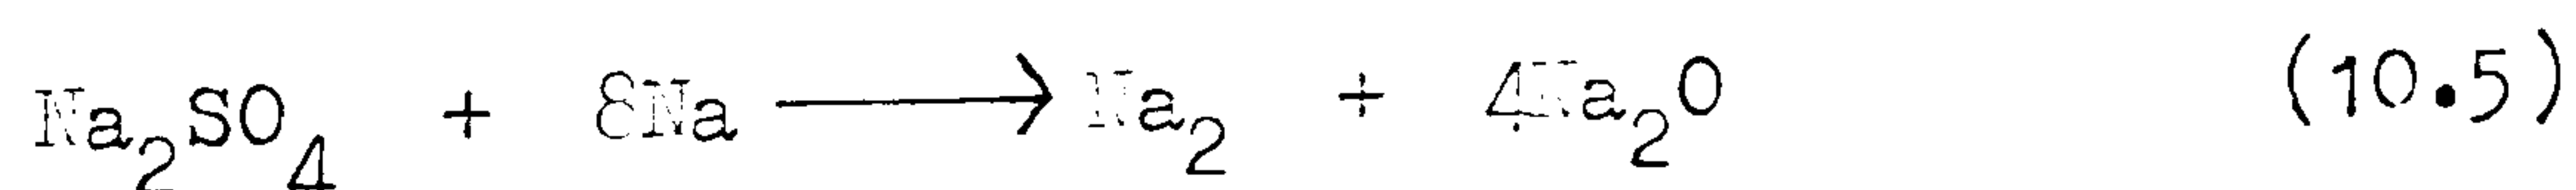 Na₂SO₄ + 8Na ⟶ Na₂ + 4Na₂O (10.5)